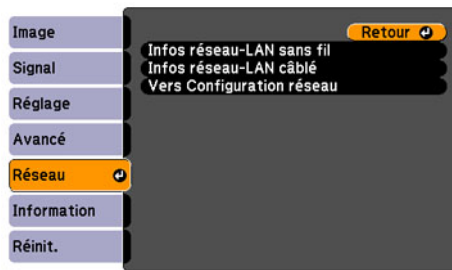 Image
Signal
Réglage
Avancé
Réseau
Information
Réinit.
Retour
Infos réseau-LAN sans fil
Infos réseau-LAN câblé
Vers Configuration réseau